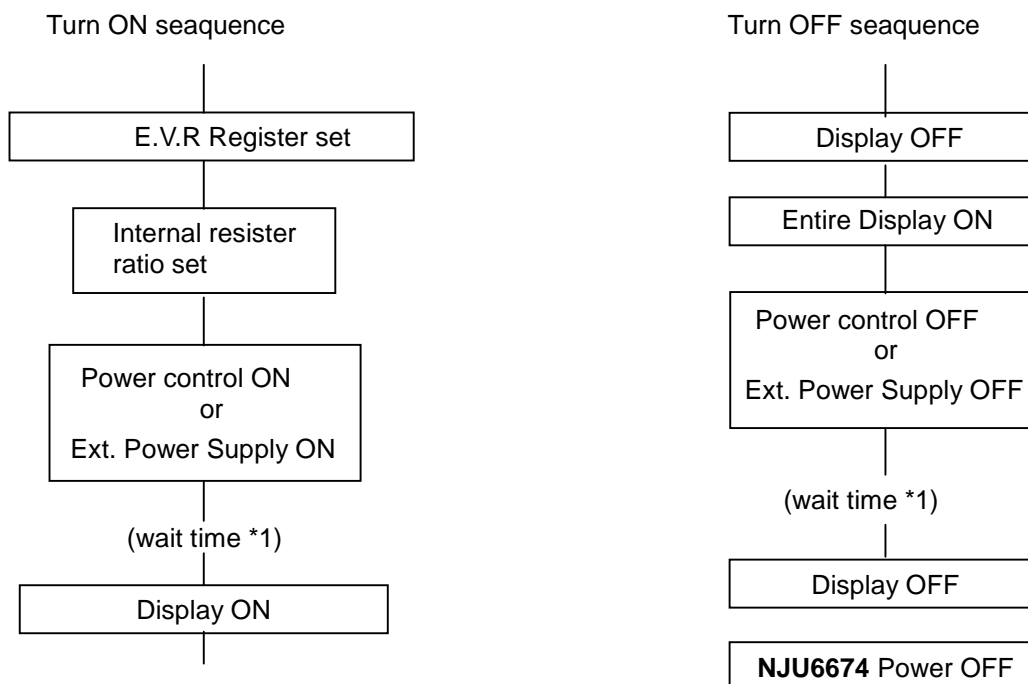 Turn ON seaquence
E.V.R Register set
Internal resister
ratio set
Power control ON
or
Ext. Power Supply ON
(wait time *1)
Display ON
Turn OFF seaquence
Display OFF
Entire Display ON
Power control OFF
or
Ext. Power Supply OFF
(wait time *1)
Display OFF
NJU6674 Power OFF